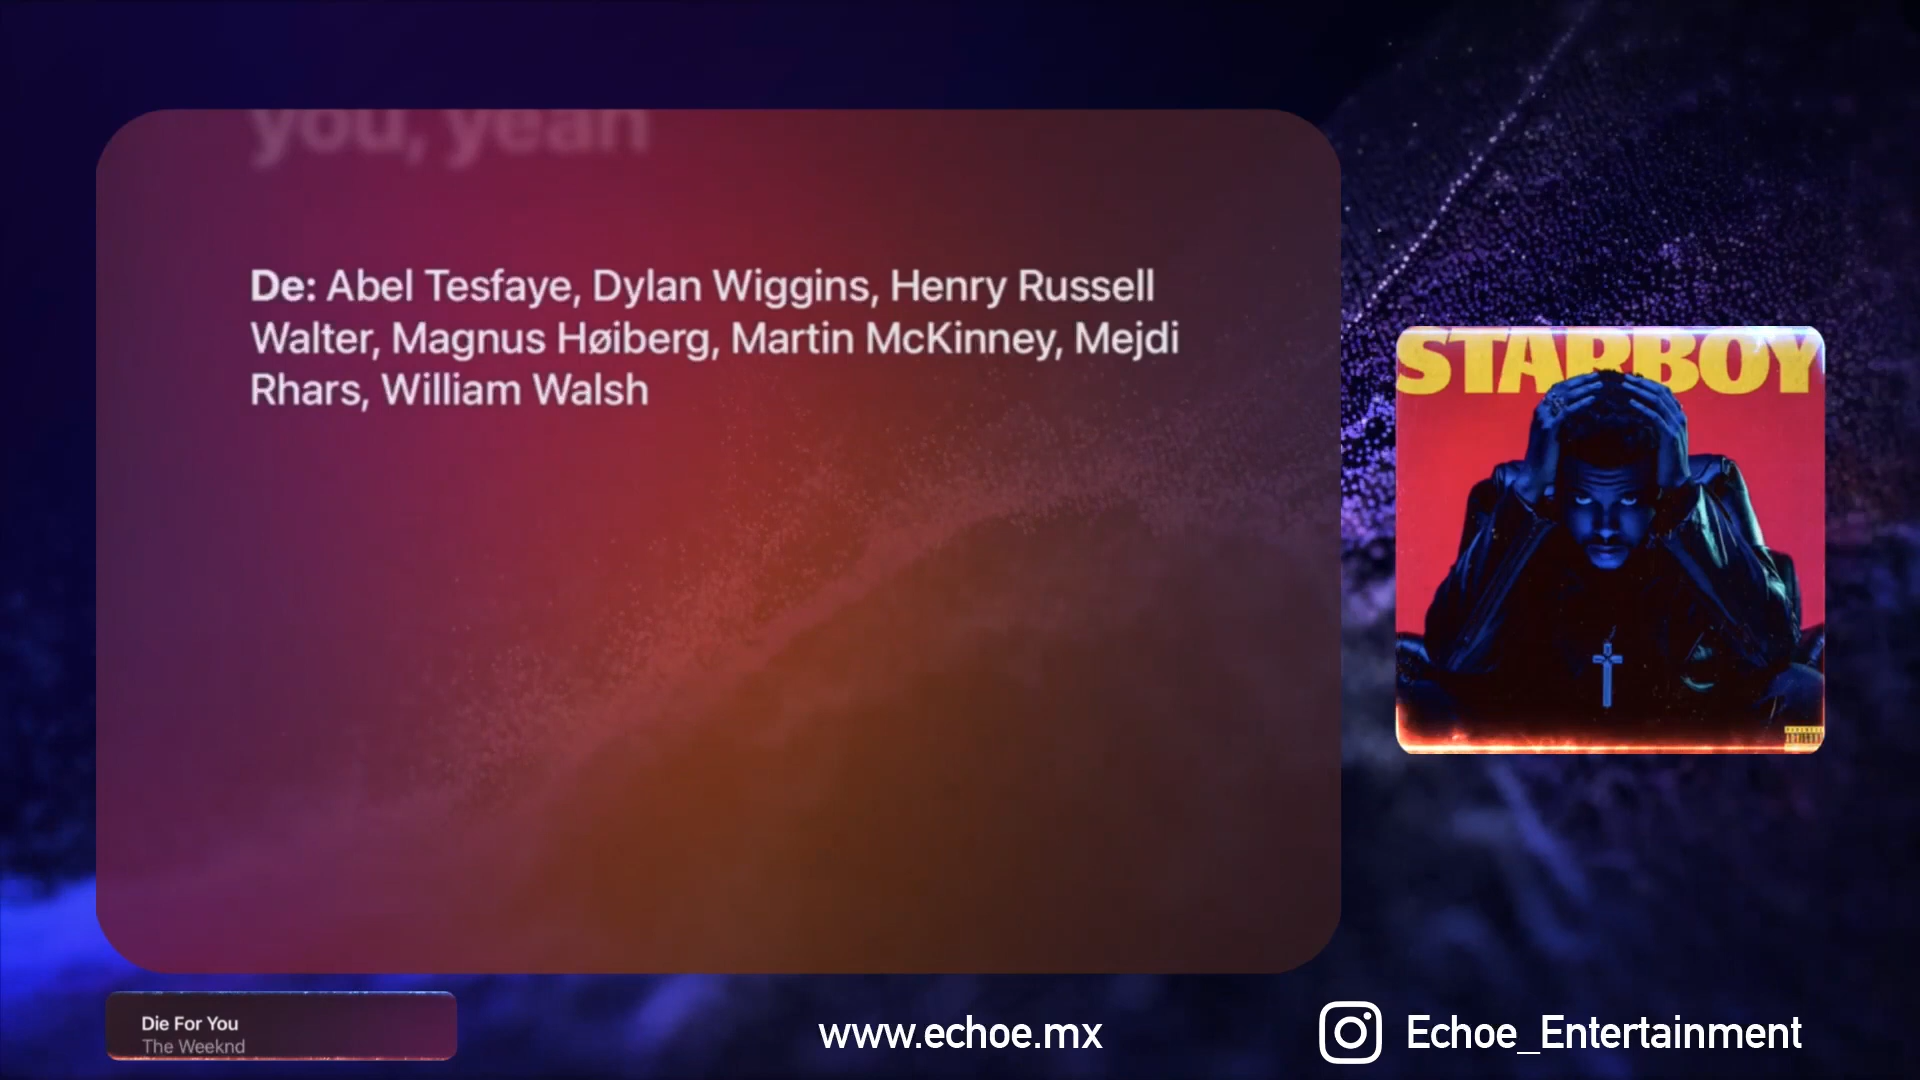 you, yeah
De: Abel Tesfaye, Dylan Wiggins, Henry Russell
Walter, Magnus Høiberg, Martin McKinney, Mejdi
Rhars, William Walsh
STARBOY
Die For You
The Weeknd
www.echoe.mx
Echoe_Entertainment